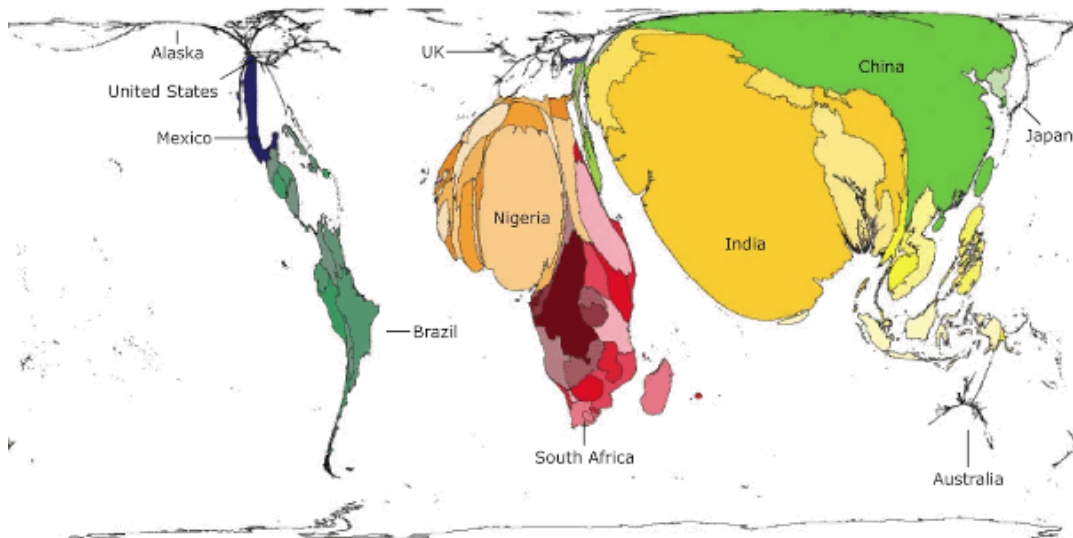 Alaska
UK
China
United States
Japan
Mexico
Nigeria
India
Brazil
South Africa
Australia